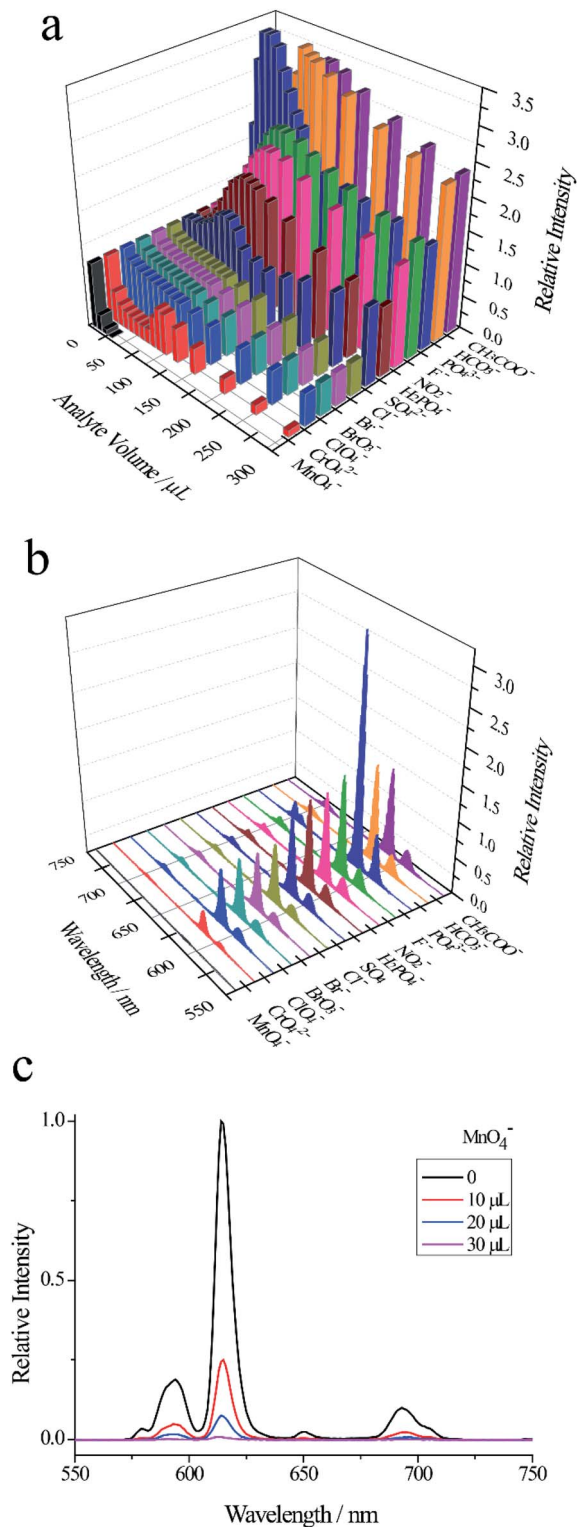 a
3.5
3.0
2.5
2.0
1.5
1.0
0.5
0.0
Relative Intensity
0
50
100
150
200
250
300
Analyte Volume / μL
CH₃COO⁻
HCO₃⁻
PO₄³⁻
F⁻
NO₂⁻
H₂PO₄⁻
SO₄²⁻
Cl⁻
Br⁻
BrO₃⁻
ClO₄⁻
CrO₄²⁻
MnO₄⁻
b
3.0
2.5
2.0
1.5
1.0
0.5
0.0
Relative Intensity
750
700
650
600
550
Wavelength / nm
CH₃COO⁻
HCO₃⁻
PO₄³⁻
F⁻
NO₂⁻
H₂PO₄⁻
SO₄
Cl⁻
Br⁻
BrO₃⁻
ClO₄⁻
CrO₄²⁻
MnO₄⁻
c
MnO₄⁻
0
10 μL
20 μL
30 μL
1.0
0.5
0.0
Relative Intensity
550
600
650
700
750
Wavelength / nm